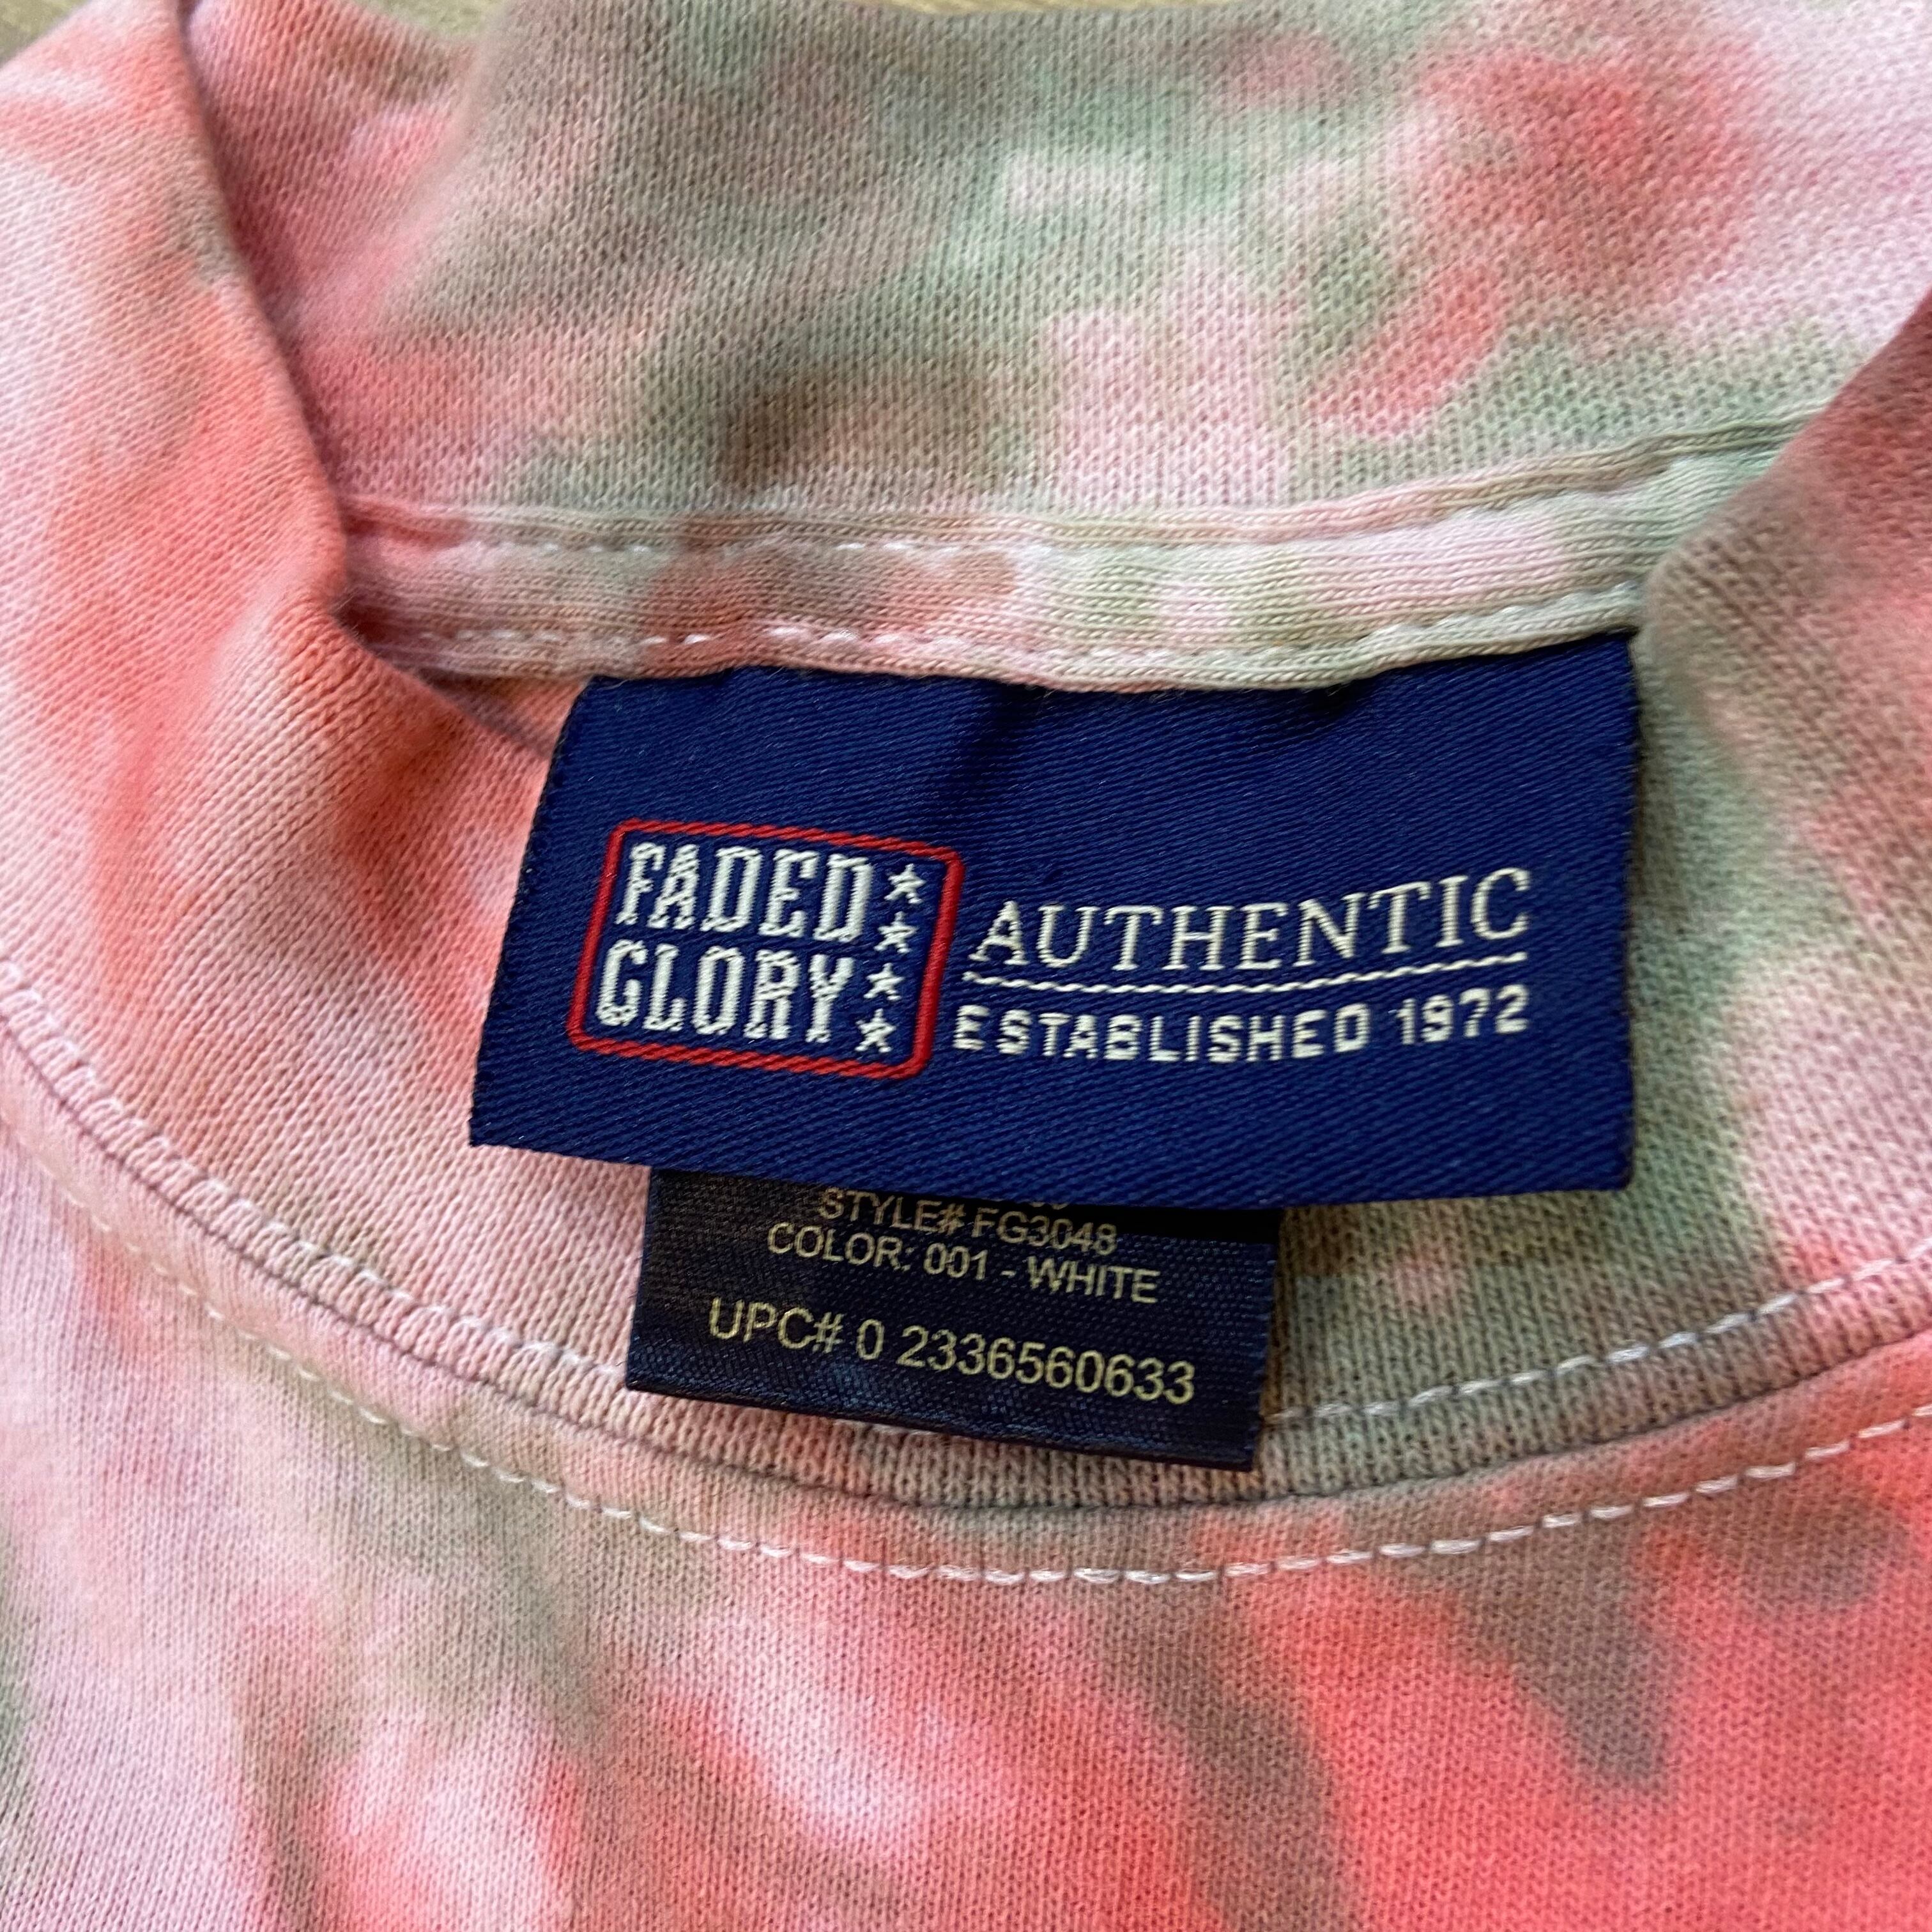 FADED
GLORY
AUTHENTIC
ESTABLISHED 1972
STYLE# FG3048
COLOR: 001 - WHITE
UPC# 0 2336560633